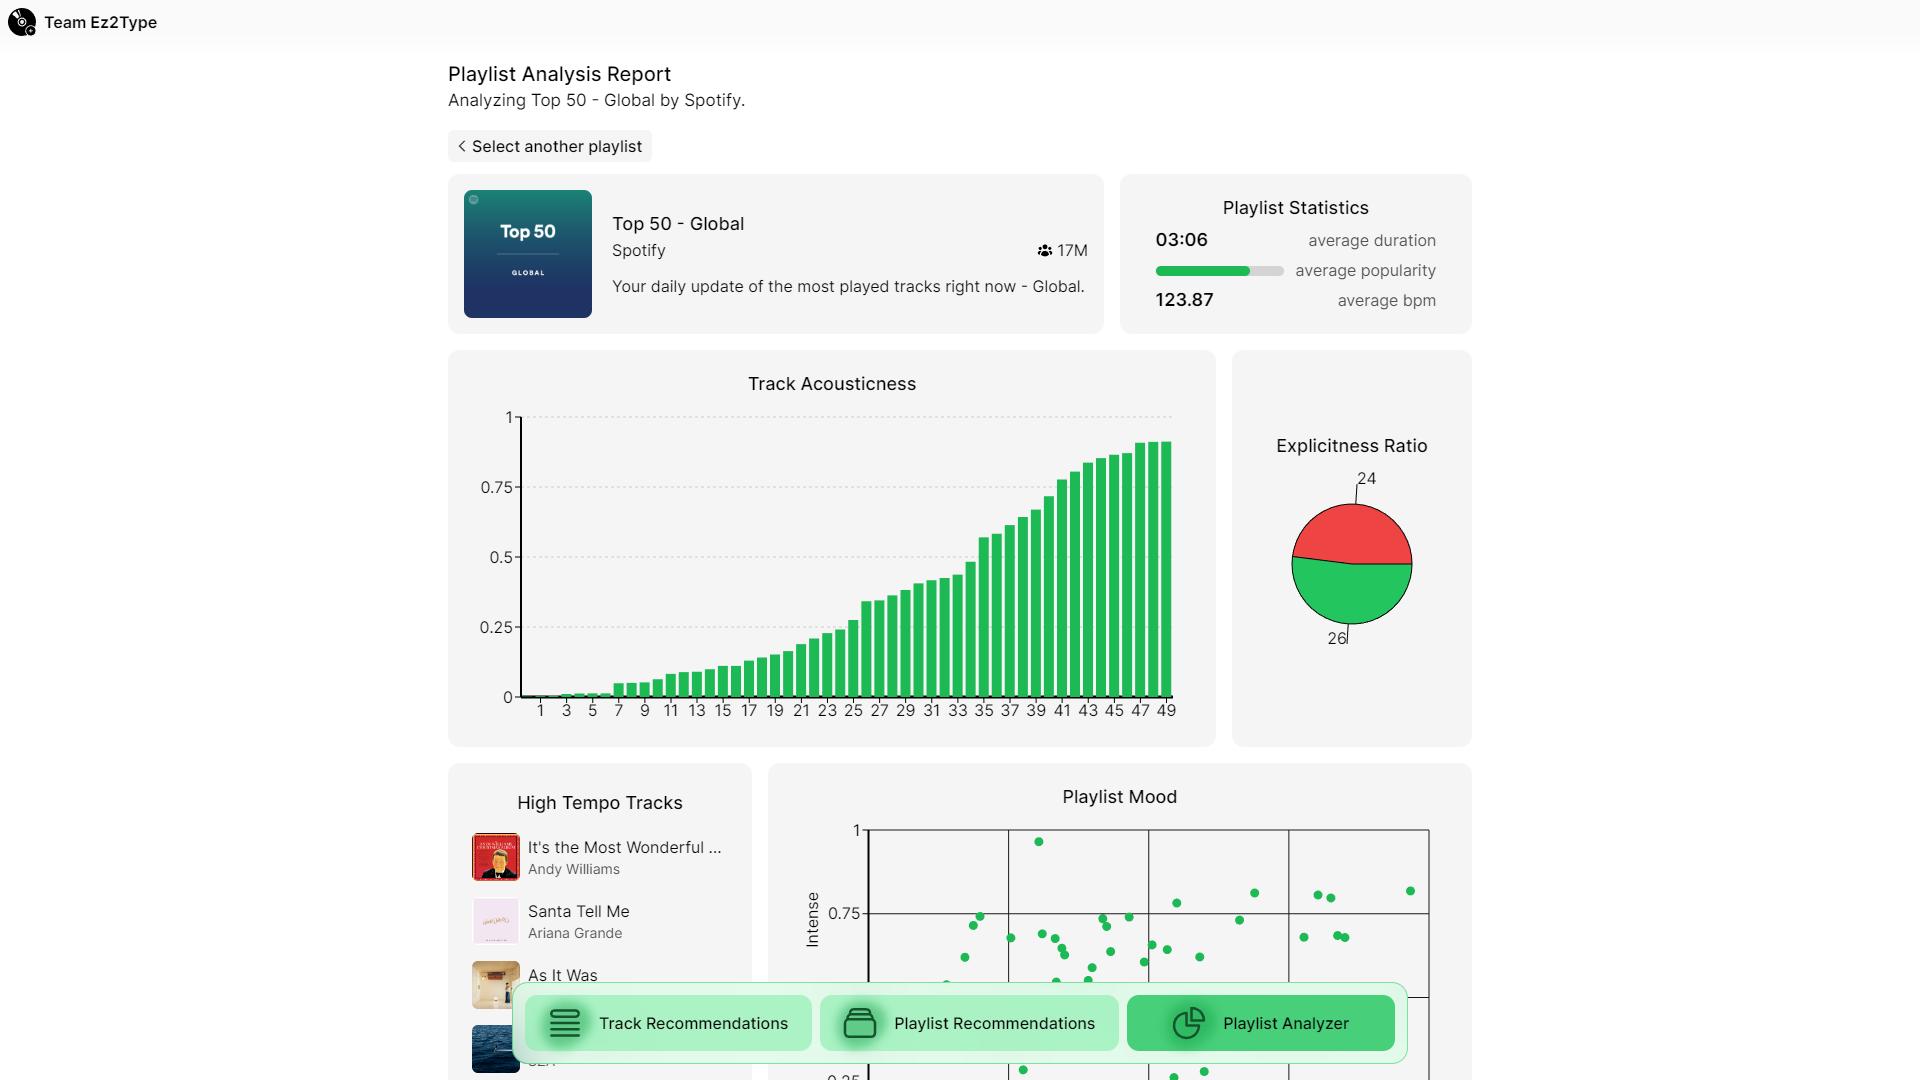 Team Ez2Type
Playlist Analysis Report
Analyzing Top 50 - Global by Spotify.
Select another playlist
Top 50
GLOBAL
Top 50 - Global
Spotify
17M
Your daily update of the most played tracks right now - Global.
Playlist Statistics
03:06 average duration
average popularity
123.87 average bpm
Track Acousticness
1
0.75
0.5
0.25
0
1 3 5 7 9 11 13 15 17 19 21 23 25 27 29 31 33 35 37 39 41 43 45 47 49
Explicitness Ratio
24
26
High Tempo Tracks
It's the Most Wonderful ...
Andy Williams
Santa Tell Me
Ariana Grande
As It Was
SZA
Playlist Mood
1
0.75
Intense
0.25
Track Recommendations
Playlist Recommendations
Playlist Analyzer